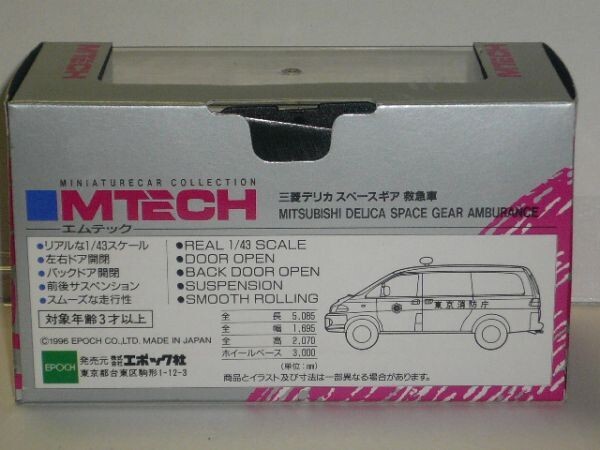 MTECH
MTECH
MINIATURECAR COLLECTION
MTECH
エムテック
三菱デリカ スペースギア 救急車
MITSUBISHI DELICA SPACE GEAR AMBURANCE
•リアルな1/43スケール
•左右ドア開閉
•バックドア開閉
•前後サスペンション
•スムーズな走行性
•REAL 1/43 SCALE
•DOOR OPEN
•BACK DOOR OPEN
•SUSPENSION
•SMOOTH ROLLING
対象年齢3才以上
©1996 EPOCH CO.,LTD. MADE IN JAPAN
EPOCH
発売元 株式会社 エポック社
東京都台東区駒形1-12-3
全長 5,085
全幅 1,695
全高 2,070
ホイールベース 3,000
(単位:mm)
東京消防庁
商品とイラスト及び寸法は一部異なる場合があります。